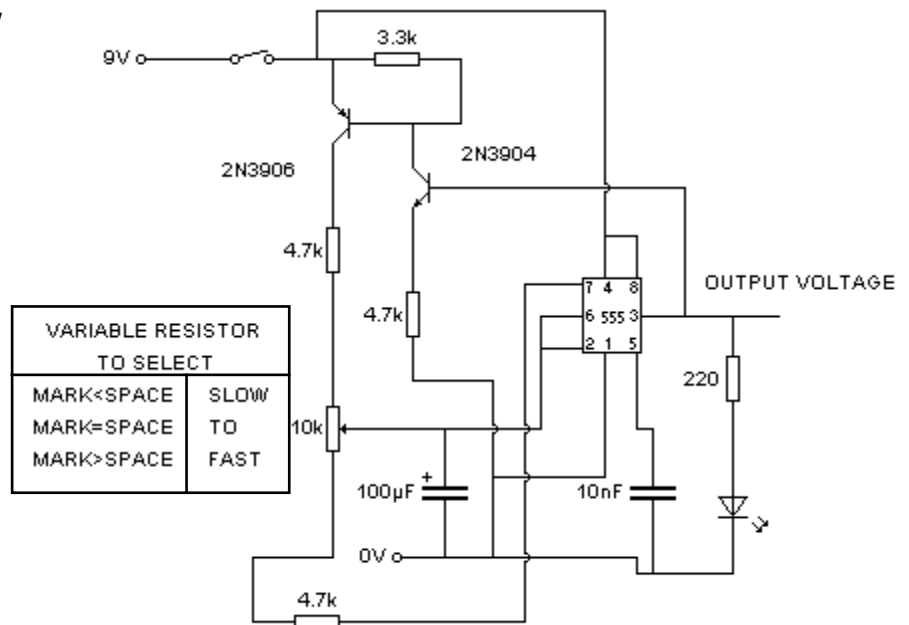 3.3k
9V
2N3906
2N3904
4.7k
4.7k
7 4 8
6 555 3
2 1 5
OUTPUT VOLTAGE
220
VARIABLE RESISTOR
TO SELECT
MARK<SPACE SLOW
MARK=SPACE TO
MARK>SPACE FAST
10k
+
100µF
10nF
0V
4.7k